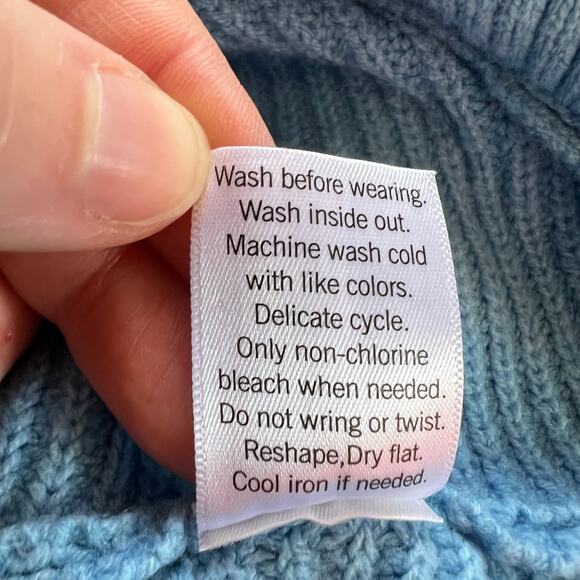 Wash before wearing.
Wash inside out.
Machine wash cold
with like colors.
Delicate cycle.
Only non-chlorine
bleach when needed.
Do not wring or twist.
Reshape,Dry flat.
Cool iron if needed.